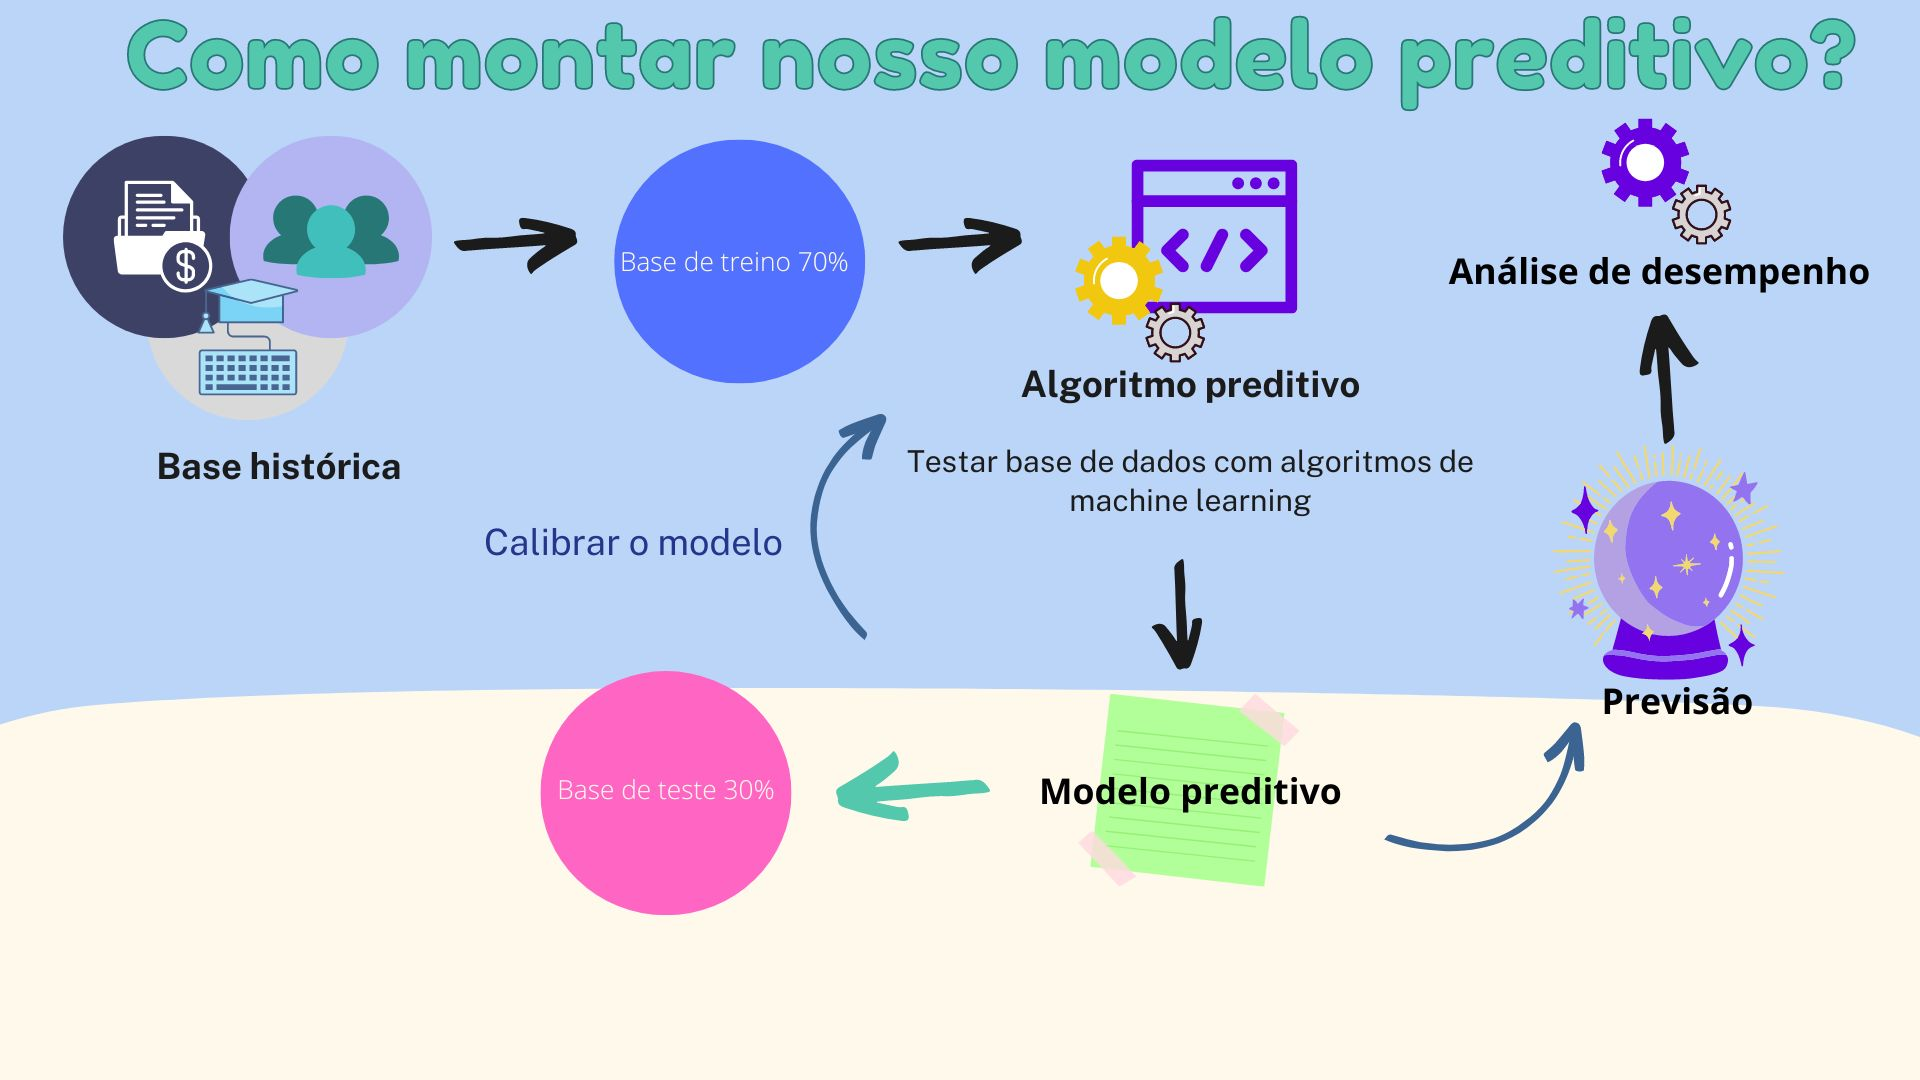 Como montar nosso modelo preditivo?
$
Base histórica
Base de treino 70%
</>
Algoritmo preditivo
Testar base de dados com algoritmos de
machine learning
Análise de desempenho
Calibrar o modelo
Previsão
Base de teste 30%
Modelo preditivo